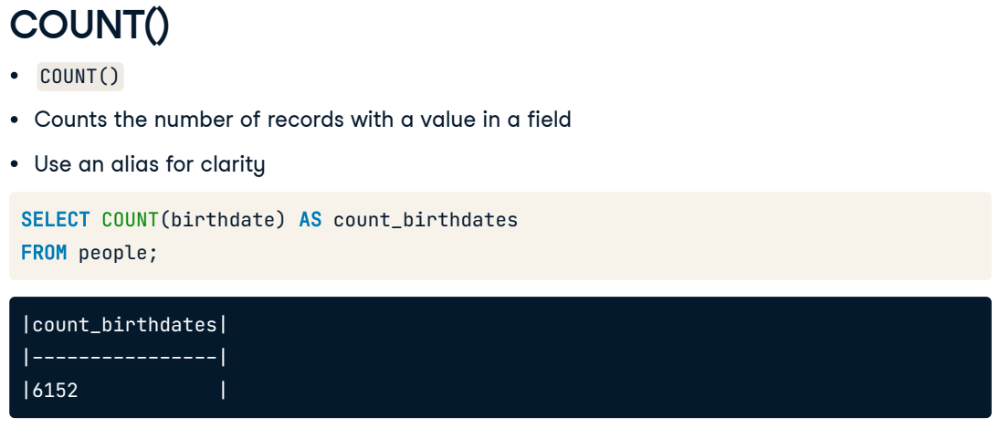 COUNT()
• COUNT()
• Counts the number of records with a value in a field
• Use an alias for clarity
SELECT COUNT(birthdate) AS count_birthdates
FROM people;
|count_birthdates|
|----------------|
|6152            |